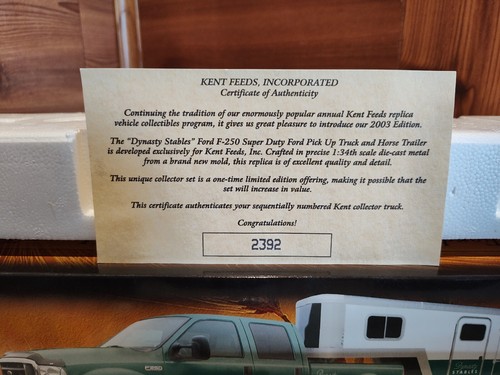 KENT FEEDS, INCORPORATED
Certificate of Authenticity
Continuing the tradition of our enormously popular annual Kent Feeds replica
vehicle collectibles program, it gives us great pleasure to introduce our 2003 Edition.
The "Dynasty Stables" Ford F-250 Super Duty Ford Pick Up Truck and Horse Trailer
is developed exclusively for Kent Feeds, Inc. Crafted in precise 1:34th scale die-cast metal
from a brand new mold, this replica is of excellent quality and detail.
This unique collector set is a one-time limited edition offering, making it possible that the
set will increase in value.
This certificate authenticates your sequentially numbered Kent collector truck.
Congratulations!
2392
STABLES